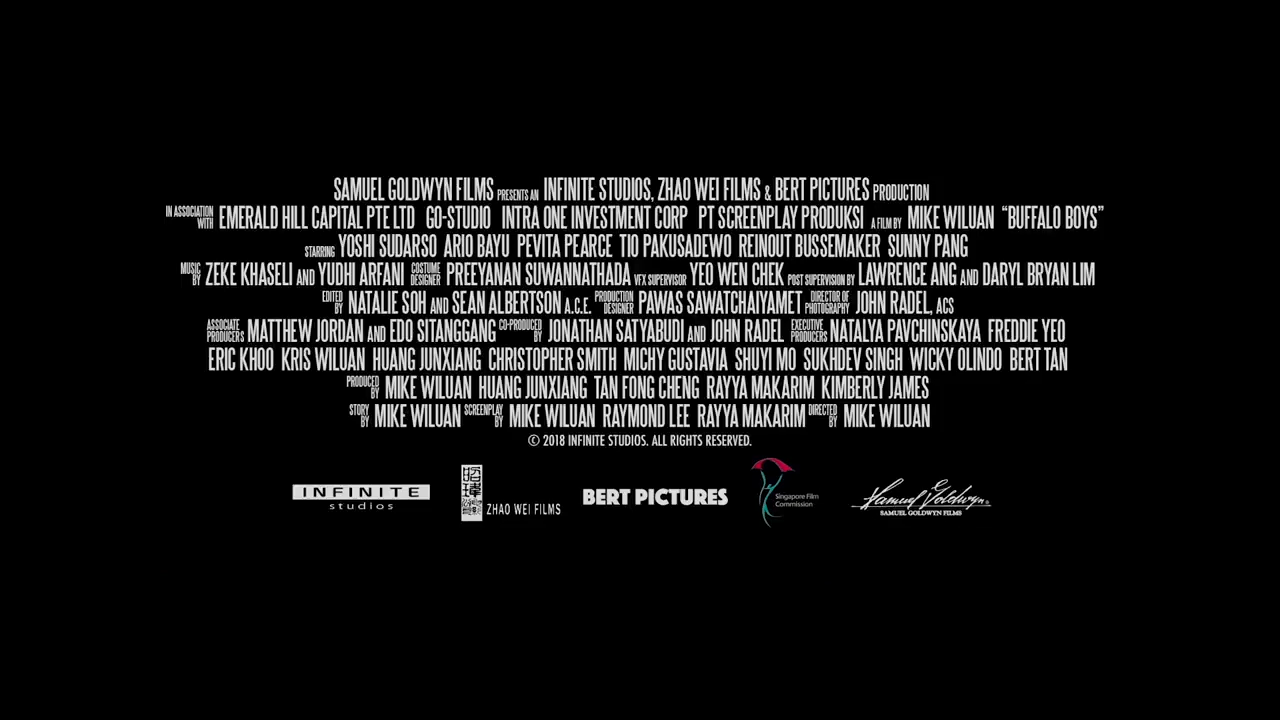 SAMUEL GOLDWYN FILMS PRESENTS AN INFINITE STUDIOS, ZHAO WEI FILMS & BERT PICTURES PRODUCTION
IN ASSOCIATION WITH EMERALD HILL CAPITAL PTE LTD GO-STUDIO INTRA ONE INVESTMENT CORP PT SCREENPLAY PRODUKSI A FILM BY MIKE WILUAN “BUFFALO BOYS”
STARRING YOSHI SUDARSO ARIO BAYU PEVITA PEARCE TIO PAKUSADEWO REINOUT BUSSEMAKER SUNNY PANG
MUSIC BY ZEKE KHASELI AND YUDHI ARFANI COSTUME DESIGNER PREEYANAN SUWANNATHADA VFX SUPERVISOR YEO WEN CHEK POST SUPERVISION BY LAWRENCE ANG AND DARYL BRYAN LIM
EDITED BY NATALIE SOH AND SEAN ALBERTSON A.C.E. PRODUCTION DESIGNER PAWAS SAWATCHAIYAMET DIRECTOR OF PHOTOGRAPHY JOHN RADEL, ACS
ASSOCIATE PRODUCERS MATTHEW JORDAN AND EDO SITANGGANG CO-PRODUCED BY JONATHAN SATYABUDI AND JOHN RADEL EXECUTIVE PRODUCERS NATALYA PAVCHINSKAYA FREDDIE YEO
ERIC KHOO KRIS WILUAN HUANG JUNXIANG CHRISTOPHER SMITH MICHY GUSTAVIA SHUYI MO SUKHDEV SINGH WICKY OLINDO BERT TAN
PRODUCED BY MIKE WILUAN HUANG JUNXIANG TAN FONG CHENG RAYYA MAKARIM KIMBERLY JAMES
STORY BY MIKE WILUAN SCREENPLAY BY MIKE WILUAN RAYMOND LEE RAYYA MAKARIM DIRECTED BY MIKE WILUAN
© 2018 INFINITE STUDIOS. ALL RIGHTS RESERVED.
INFINITE
studios
ZHAO WEI FILMS
BERT PICTURES
Singapore Film
Commission
Samuel Goldwyn
SAMUEL GOLDWYN FILMS